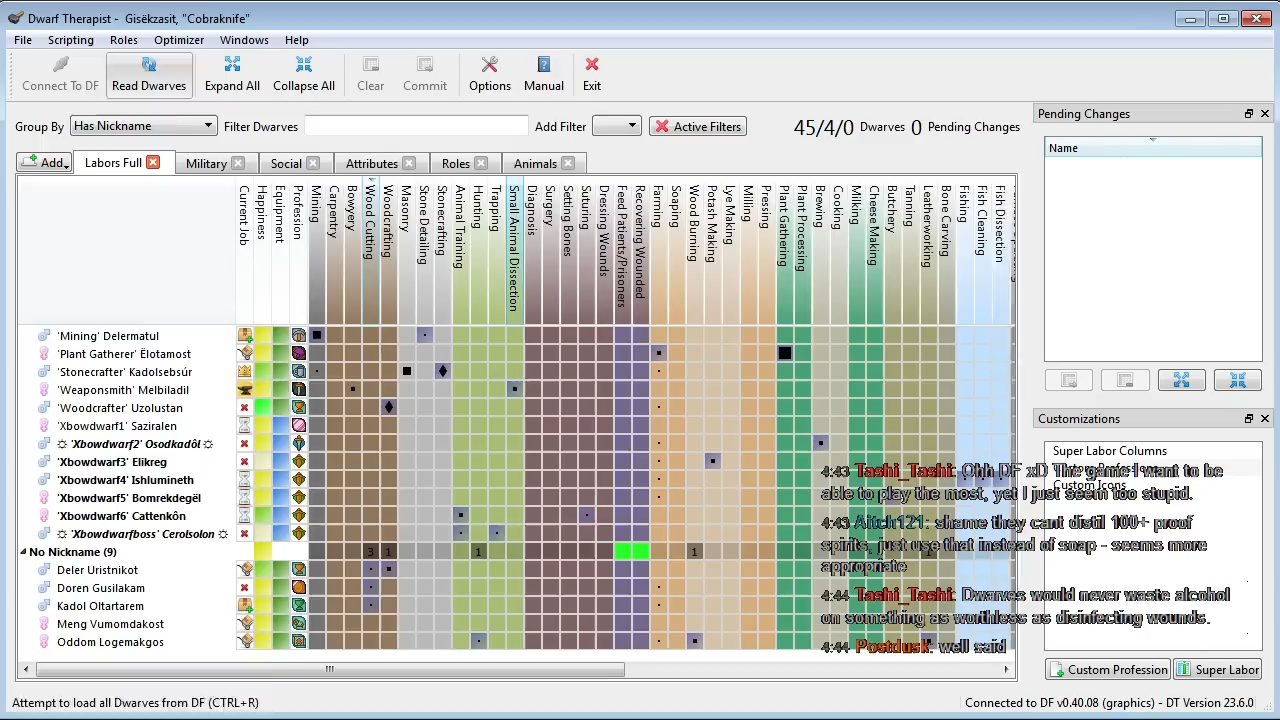 Dwarf Therapist - Gisëkzasit, "Cobraknife"
File Scripting Roles Optimizer Windows Help
Connect To DF Read Dwarves Expand All Collapse All Clear Commit Options Manual Exit
Group By Has Nickname Filter Dwarves Add Filter Active Filters 45/4/0 Dwarves 0 Pending Changes
Add Labors Full Military Social Attributes Roles Animals
Current Job
Happiness
Equipment
Profession
Mining
Carpentry
Bowyery
Wood Cutting
Woodcrafting
Masonry
Stone Detailing
Stonecrafting
Animal Training
Hunting
Trapping
Small Animal Dissection
Diagnosis
Surgery
Setting Bones
Suturing
Dressing Wounds
Feed Patients/Prisoners
Recovering Wounded
Farming
Soaping
Wood Burning
Potash Making
Lye Making
Milling
Pressing
Plant Gathering
Plant Processing
Brewing
Cooking
Milking
Cheese Making
Butchery
Tanning
Leatherworking
Bone Carving
Fishing
Fish Cleaning
Fish Dissection
'Mining' Delermatul
'Plant Gatherer' Ëlotamost
'Stonecrafter' Kadolsebsúr
'Weaponsmith' Melbiladil
'Woodcrafter' Uzolustan
'Xbowdwarf1' Saziralen
☼ 'Xbowdwarf2' Osodkadôl ☼
'Xbowdwarf3' Elikreg
'Xbowdwarf4' Ishlumineth
'Xbowdwarf5' Bomrekdegël
'Xbowdwarf6' Cattenkôn
☼ 'Xbowdwarfboss' Cerolsolon ☼
No Nickname (9) 3 1 1 1
Deler Uristnikot
Doren Gusilakam
Kadol Oltartarem
Meng Vumomdakost
Oddom Logemakgos
Pending Changes
Name
Customizations
Super Labor Columns
Custom Icons
4:43 Tashi_Tashi: Ohh DF xD The game I want to be
able to play the most, yet I just seem too stupid.
4:43 Aitch121: shame they cant distil 100+ proof
spirits, just use that instead of soap - seems more
appropriate
4:44 Tashi_Tashi: Dwarves would never waste alcohol
on something as worthless as disinfecting wounds.
4:44 Postdusk: well said
Custom Profession Super Labor
Attempt to load all Dwarves from DF (CTRL+R) Connected to DF v0.40.08 (graphics) - DT Version 23.6.0